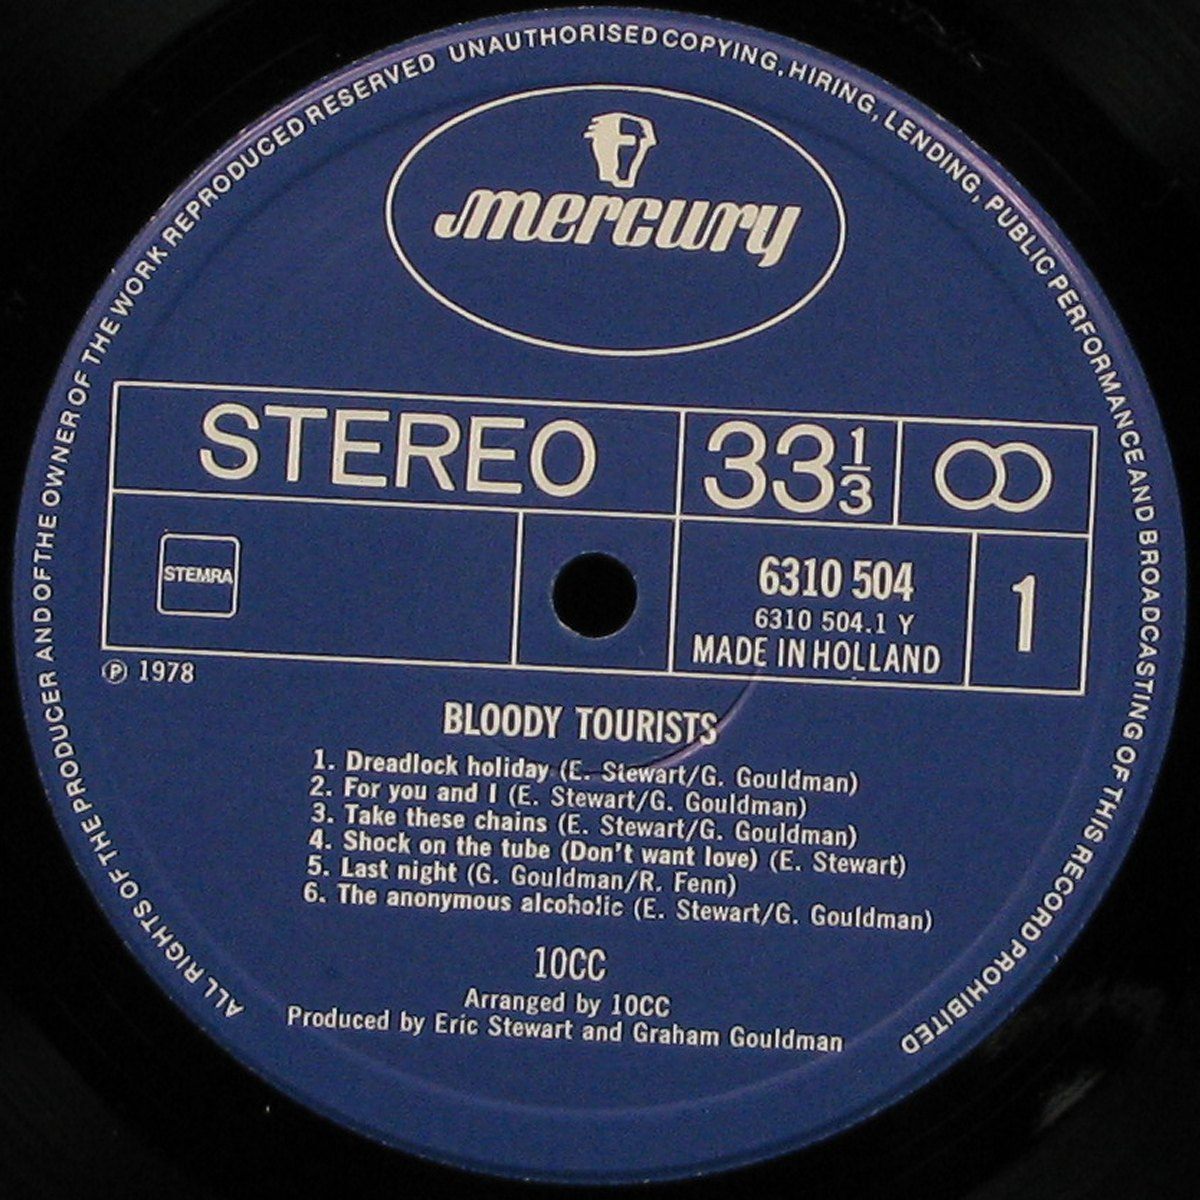 ALL RIGHTS OF THE PRODUCER AND OF THE OWNER OF THE WORK REPRODUCED RESERVED UNAUTHORISED COPYING, HIRING, LENDING, PUBLIC PERFORMANCE AND BROADCASTING OF THIS RECORD PROHIBITED
mercury
STEREO 33 1/3
STEMRA
6310 504
6310 504.1 Y
MADE IN HOLLAND
1
Ⓟ 1978
BLOODY TOURISTS
1. Dreadlock holiday (E. Stewart/G. Gouldman)
2. For you and I (E. Stewart/G. Gouldman)
3. Take these chains (E. Stewart/G. Gouldman)
4. Shock on the tube (Don't want love) (E. Stewart)
5. Last night (G. Gouldman/R. Fenn)
6. The anonymous alcoholic (E. Stewart/G. Gouldman)
10CC
Arranged by 10CC
Produced by Eric Stewart and Graham Gouldman